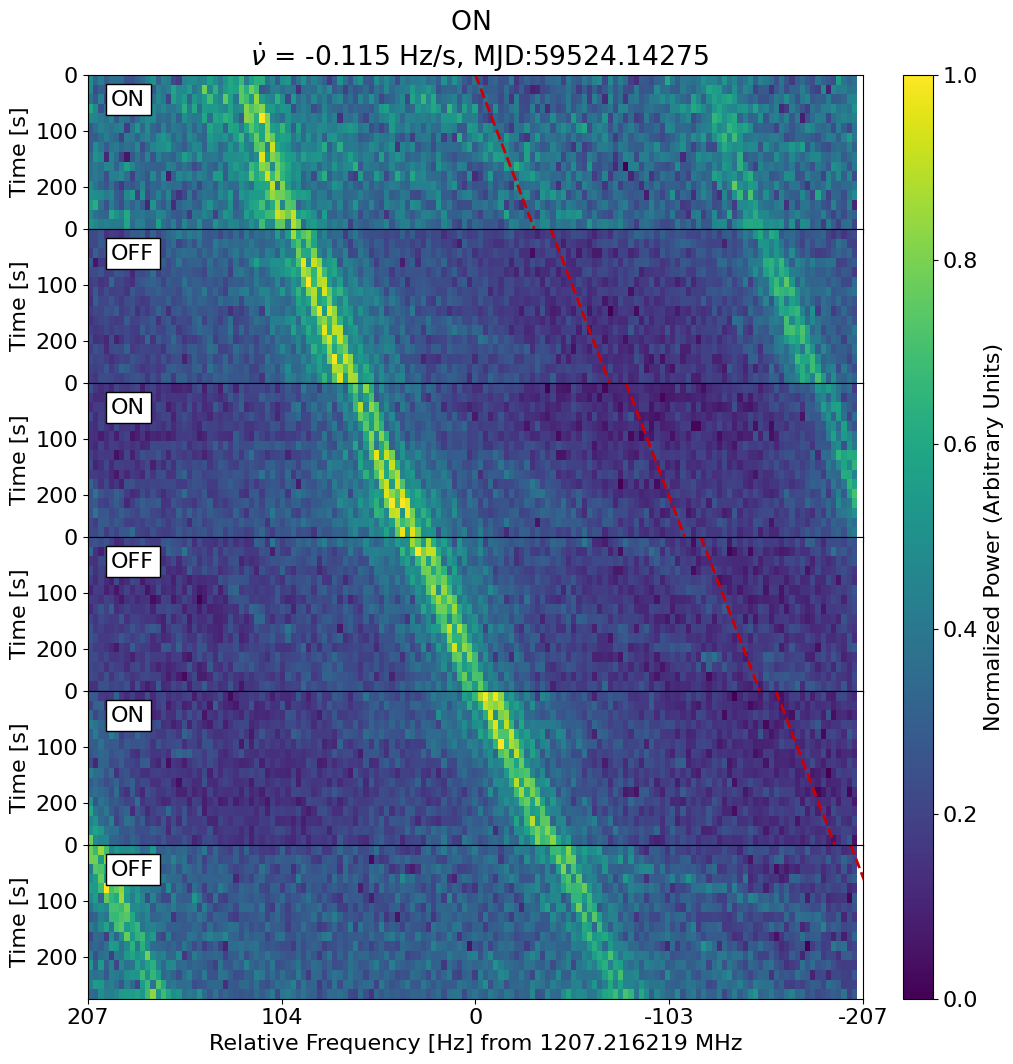 ON
ν̇ = -0.115 Hz/s, MJD:59524.14275
0
100
200
Time [s]
ON
0
100
200
Time [s]
OFF
0
100
200
Time [s]
ON
0
100
200
Time [s]
OFF
0
100
200
Time [s]
ON
0
100
200
Time [s]
OFF
207 104 0 -103 -207
Relative Frequency [Hz] from 1207.216219 MHz
1.0
0.8
0.6
0.4
0.2
0.0
Normalized Power (Arbitrary Units)